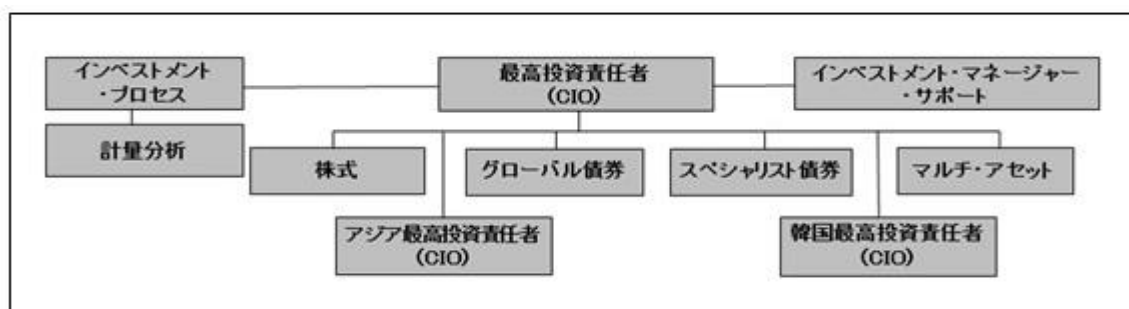 インベストメント
・プロセス
最高投資責任者
(CIO)
インベストメント・マネージャー
・サポート
計量分析
株式
グローバル債券
スペシャリスト債券
マルチ・アセット
アジア最高投資責任者
(CIO)
韓国最高投資責任者
(CIO)